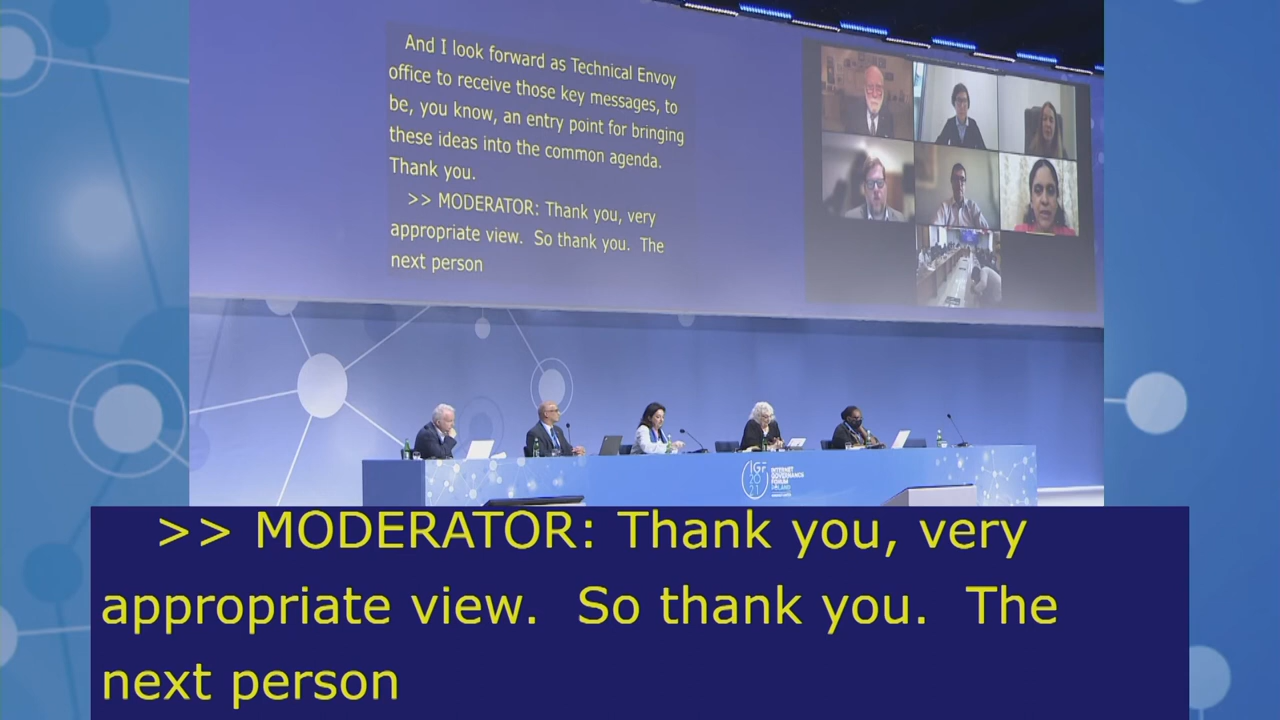 And I look forward as Technical Envoy
office to receive those key messages, to
be, you know, an entry point for bringing
these ideas into the common agenda.
Thank you.
>> MODERATOR: Thank you, very
appropriate view. So thank you. The
next person
IGF
20
21
INTERNET
GOVERNANCE
FORUM
POLAND
>> MODERATOR: Thank you, very
appropriate view. So thank you. The
next person